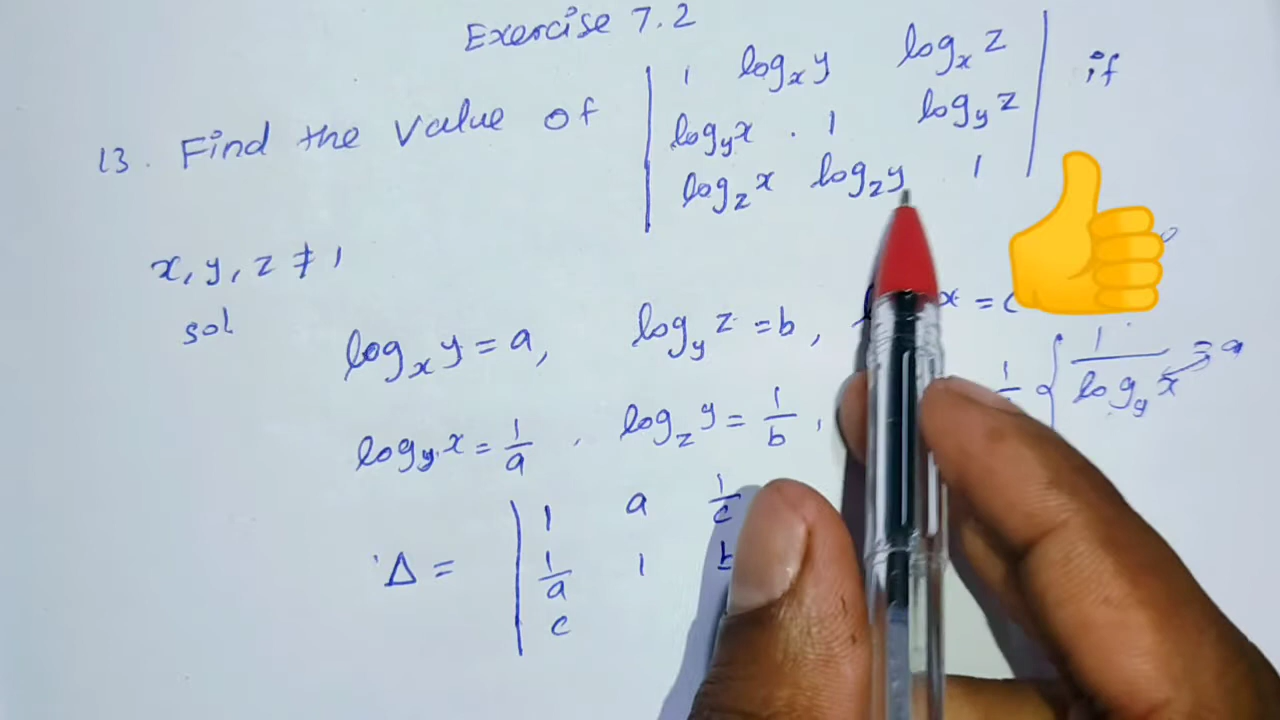 Exercise 7.2
13. Find the value of | 1 log_x y log_x z | if
| log_y x . 1 log_y z |
| log_z x log_z y 1 |
x, y, z ≠ 1
sol
log_x y = a, log_y z = b, x =
log_y x = 1/a , log_z y = 1/b , { 1/log_y x = a
Δ = | 1 a 1/c
| 1/a 1 b
| c